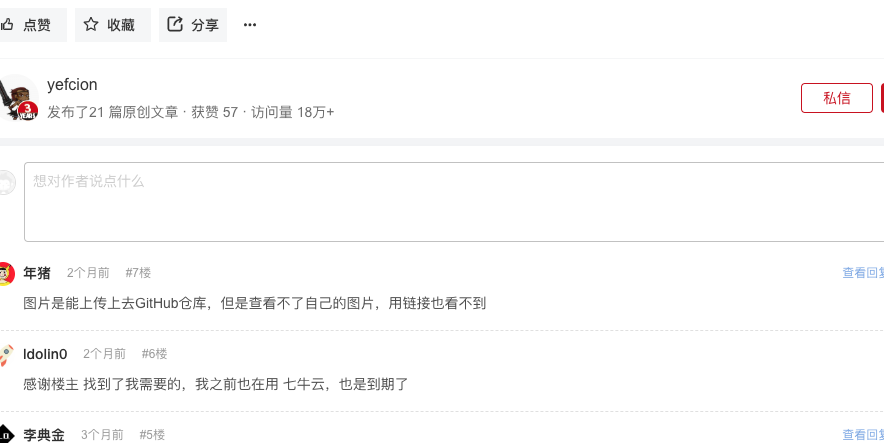 点赞 收藏 分享 ···
yefcion
发布了21 篇原创文章 · 获赞 57 · 访问量 18万+
私信
想对作者说点什么
年猪 2个月前 #7楼 查看回复
图片是能上传上去GitHub仓库，但是查看不了自己的图片，用链接也看不到
ldolin0 2个月前 #6楼
感谢楼主 找到了我需要的，我之前也在用 七牛云，也是到期了
李典金 3个月前 #5楼 查看回复